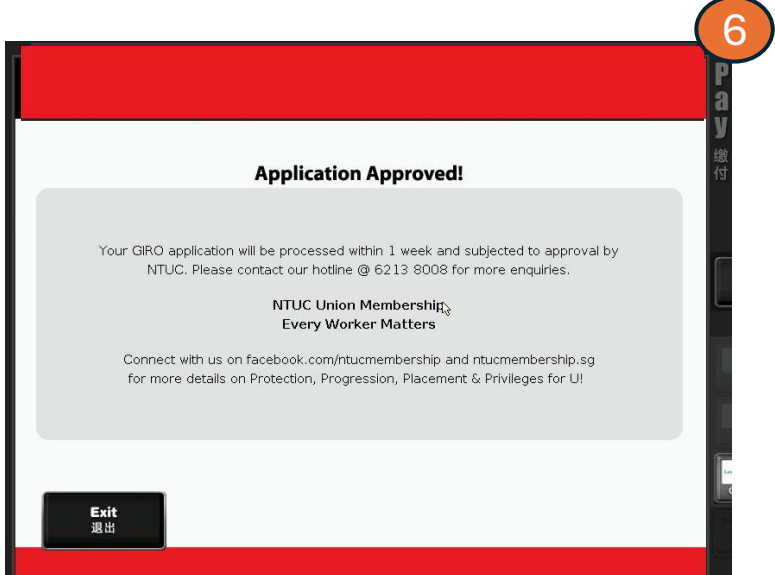 6
Pay
缴付
Application Approved!
Your GIRO application will be processed within 1 week and subjected to approval by
NTUC. Please contact our hotline @ 6213 8008 for more enquiries.
NTUC Union Membership
Every Worker Matters
Connect with us on facebook.com/ntucmembership and ntucmembership.sg
for more details on Protection, Progression, Placement & Privileges for U!
Exit
退出